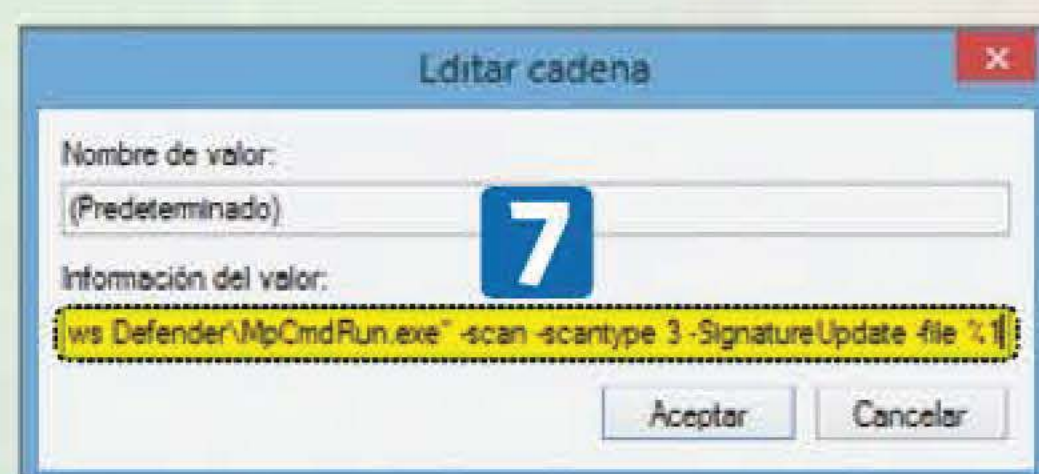 Editar cadena
Nombre de valor:
(Predeterminado)
7
Información del valor:
ws Defender\MpCmdRun.exe" -scan -scantype 3 -SignatureUpdate -file %1
Aceptar
Cancelar